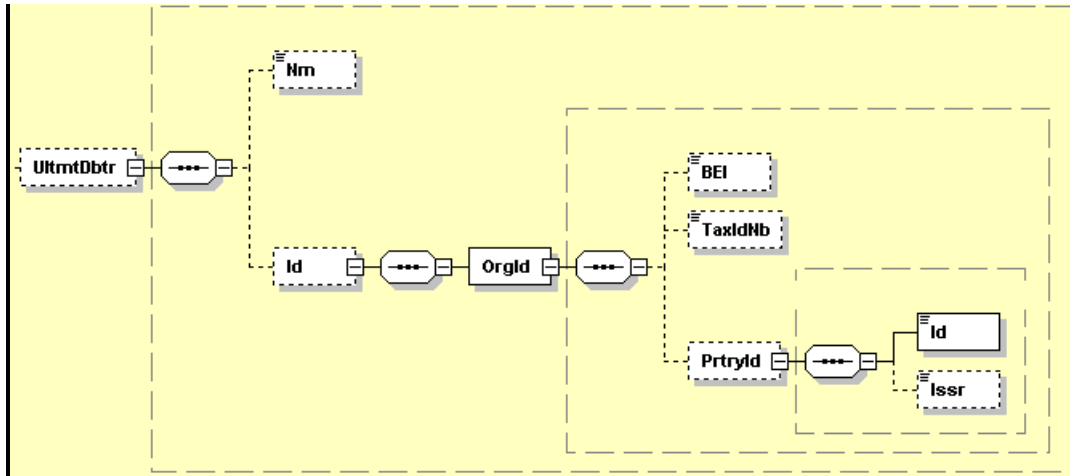 Nm
UltmtDbtr
BEI
TaxIdNb
Id
OrgId
Id
PrtryId
Issr